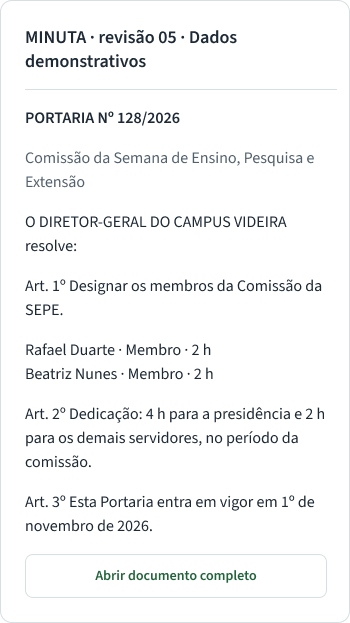 MINUTA · revisão 05 · Dados
demonstrativos
PORTARIA Nº 128/2026
Comissão da Semana de Ensino, Pesquisa e
Extensão
O DIRETOR-GERAL DO CAMPUS VIDEIRA
resolve:
Art. 1º Designar os membros da Comissão da
SEPE.
Rafael Duarte · Membro · 2 h
Beatriz Nunes · Membro · 2 h
Art. 2º Dedicação: 4 h para a presidência e 2 h
para os demais servidores, no período da
comissão.
Art. 3º Esta Portaria entra em vigor em 1º de
novembro de 2026.
Abrir documento completo